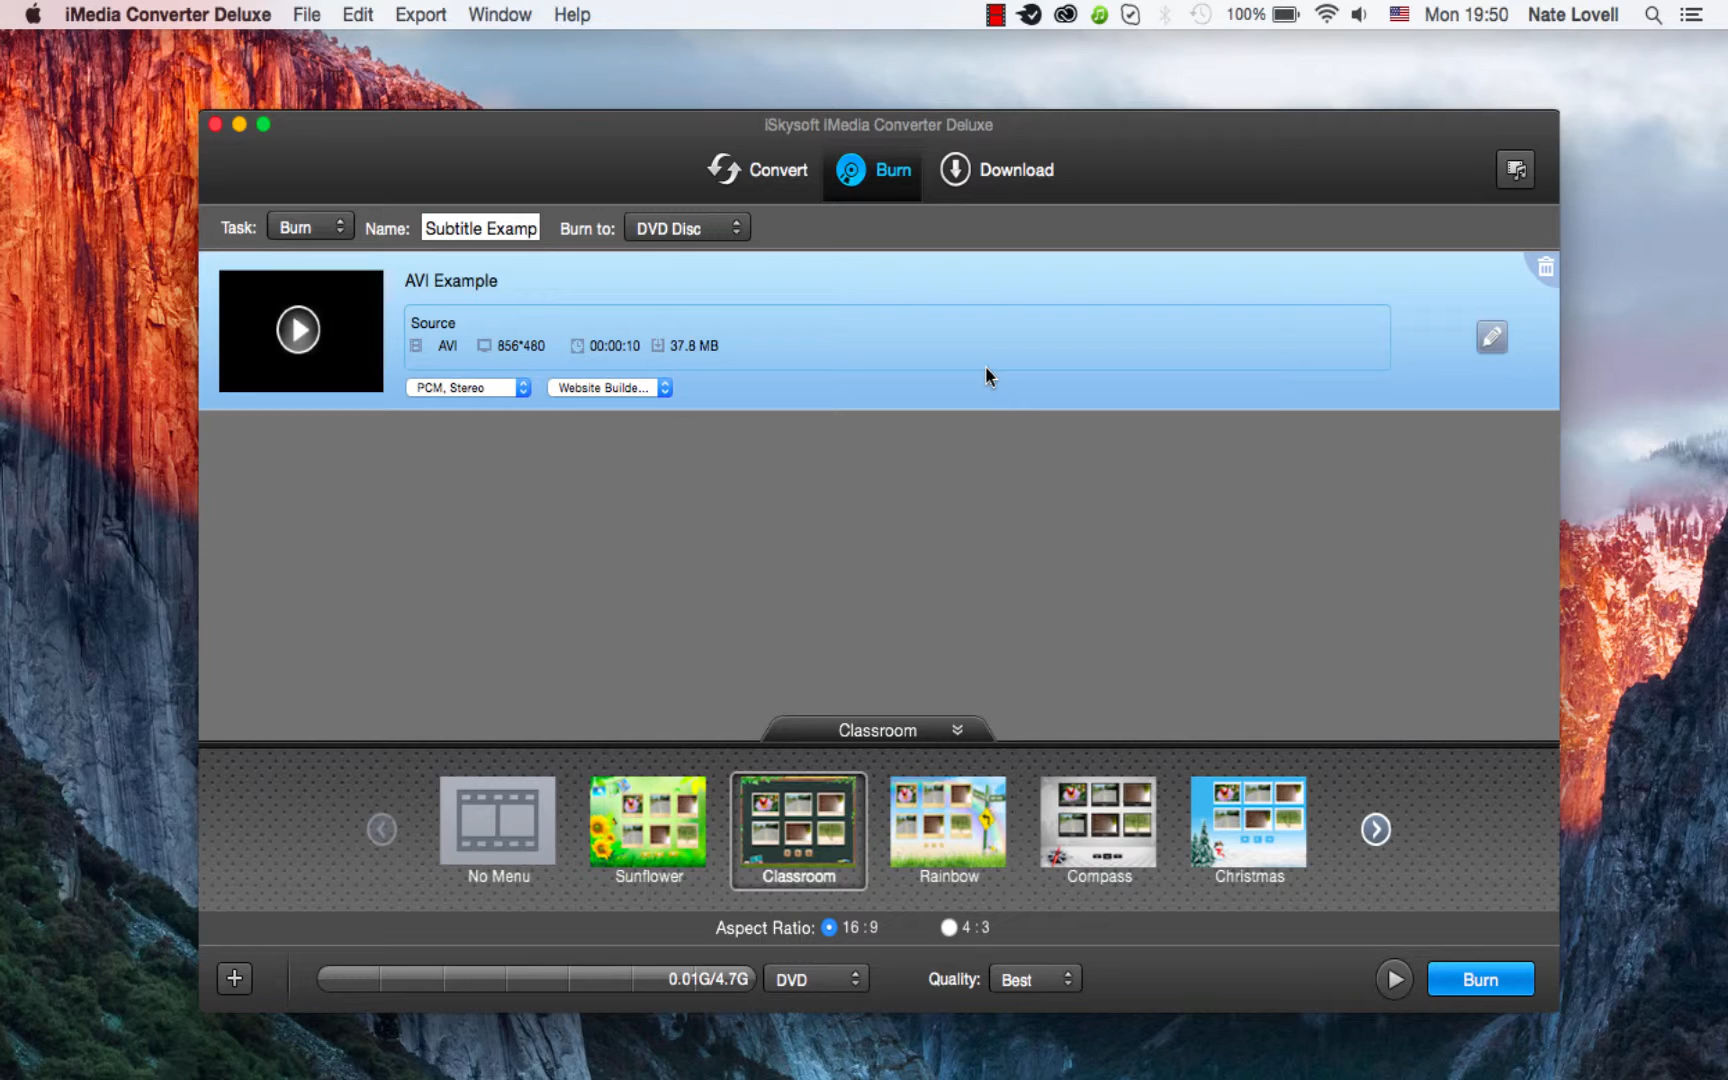 iMedia Converter Deluxe File Edit Export Window Help 100% Mon 19:50 Nate Lovell
iSkysoft iMedia Converter Deluxe
Convert Burn Download
Task: Burn Name: Subtitle Examp Burn to: DVD Disc
AVI Example
Source
AVI 856*480 00:00:10 37.8 MB
PCM, Stereo Website Builde...
Classroom
No Menu Sunflower Classroom Rainbow Compass Christmas
Aspect Ratio: 16:9 4:3
0.01G/4.7G DVD Quality: Best Burn